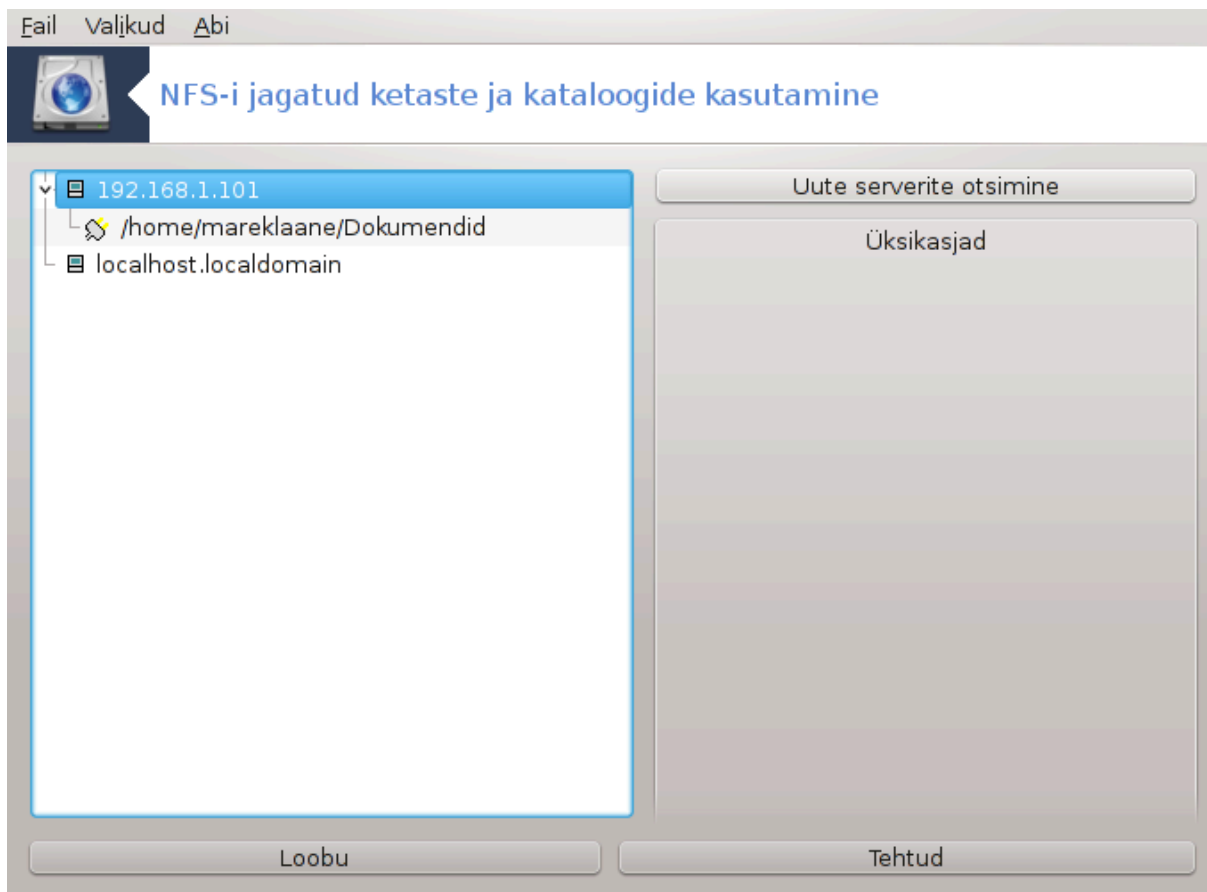 Fail Valikud Abi
NFS-i jagatud ketaste ja kataloogide kasutamine
192.168.1.101
/home/mareklaane/Dokumendid
localhost.localdomain
Uute serverite otsimine
Üksikasjad
Loobu
Tehtud